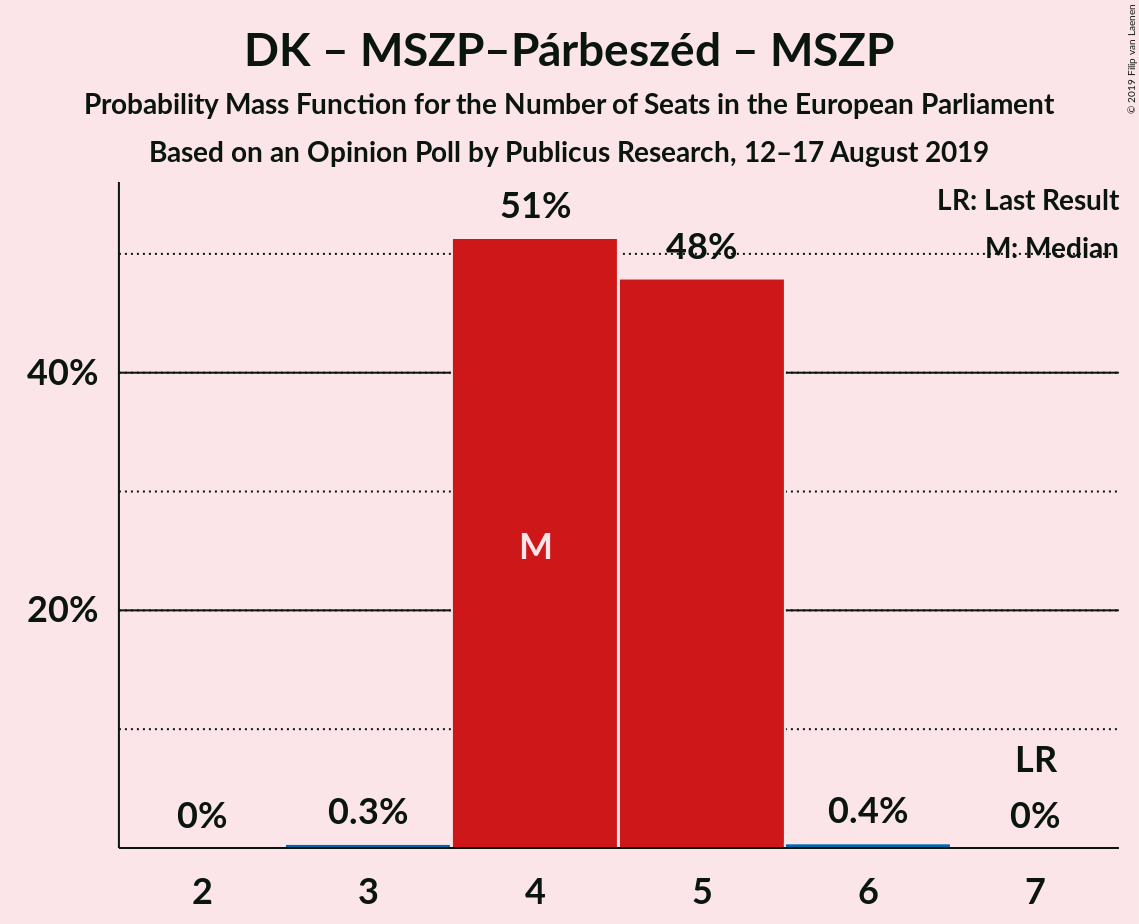 DK – MSZP–Párbeszéd – MSZP
Probability Mass Function for the Number of Seats in the European Parliament
Based on an Opinion Poll by Publicus Research, 12–17 August 2019
© 2019 Filip van Laenen
LR: Last Result
M: Median
51%
48%
40%
M
20%
LR
0%
0.3%
0.4%
0%
2
3
4
5
6
7